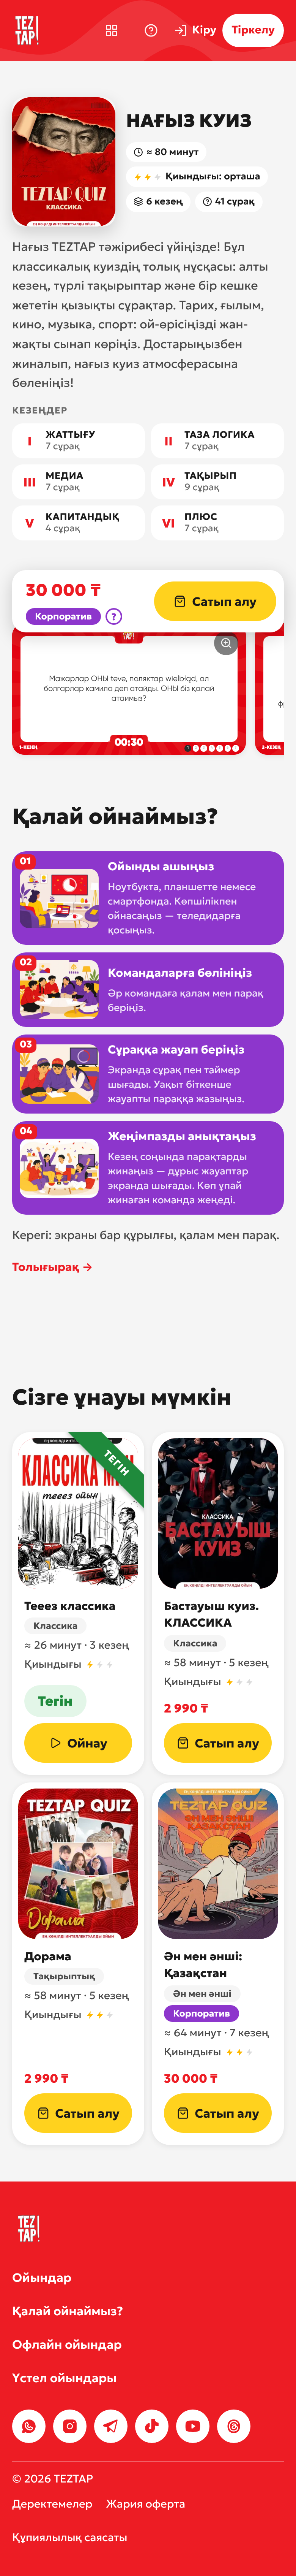 TEZ
TAP!
Кіру
Тіркелу
TEZTAP QUIZ
КЛАССИКА
НАҒЫЗ КУИЗ
≈ 80 минут
Қиындығы: орташа
6 кезең
41 сұрақ
Нағыз TEZTAP тәжірибесі үйіңізде! Бұл
классикалық куиздің толық нұсқасы: алты
кезең, түрлі тақырыптар және бір кешке
жететін қызықты сұрақтар. Тарих, ғылым,
кино, музыка, спорт: ой-өрісіңізді жан-
жақты сынап көріңіз. Достарыңызбен
жиналып, нағыз куиз атмосферасына
бөленіңіз!
КЕЗЕҢДЕР
I ЖАТТЫҒУ
7 сұрақ
II ТАЗА ЛОГИКА
7 сұрақ
III МЕДИА
7 сұрақ
IV ТАҚЫРЫП
9 сұрақ
V КАПИТАНДЫҚ
4 сұрақ
VI ПЛЮС
7 сұрақ
30 000 ₸
Корпоратив
?
Сатып алу
Мажарлар ОНЫ teve, поляктар wielbłąd, ал
болгарлар камила деп атайды. ОНЫ біз қалай
атаймыз?
1-КЕЗЕҢ
00:30
2-КЕЗЕҢ
Қалай ойнаймыз?
01
Ойынды ашыңыз
Ноутбукта, планшетте немесе
смартфонда. Көпшілікпен
ойнасаңыз — теледидарға
қосыңыз.
02
Командаларға бөлініңіз
Әр командаға қалам мен парақ
беріңіз.
03
Сұраққа жауап беріңіз
Экранда сұрақ пен таймер
шығады. Уақыт біткенше
жауапты параққа жазыңыз.
04
Жеңімпазды анықтаңыз
Кезең соңында парақтарды
жинаңыз — дұрыс жауаптар
экранда шығады. Көп ұпай
жинаған команда жеңеді.
Керегі: экраны бар құрылғы, қалам мен парақ.
Толығырақ →
Сізге ұнауы мүмкін
ТЕГІН
тееез ойын
Тееез классика
Классика
≈ 26 минут · 3 кезең
Қиындығы
Тегін
Ойнау
КЛАССИКА
БАСТАУЫШ
КУИЗ
Бастауыш куиз.
КЛАССИКА
Классика
≈ 58 минут · 5 кезең
Қиындығы
2 990 ₸
Сатып алу
TEZTAP QUIZ
Дорама
Дорама
Тақырыптық
≈ 58 минут · 5 кезең
Қиындығы
2 990 ₸
Сатып алу
TEZTAP QUIZ
ӘН МЕН ӘНШІ:
ҚАЗАҚСТАН
Ән мен әнші:
Қазақстан
Ән мен әнші
Корпоратив
≈ 64 минут · 7 кезең
Қиындығы
30 000 ₸
Сатып алу
TEZ
TAP!
Ойындар
Қалай ойнаймыз?
Офлайн ойындар
Үстел ойындары
© 2026 TEZTAP
Деректемелер
Жария оферта
Құпиялылық саясаты